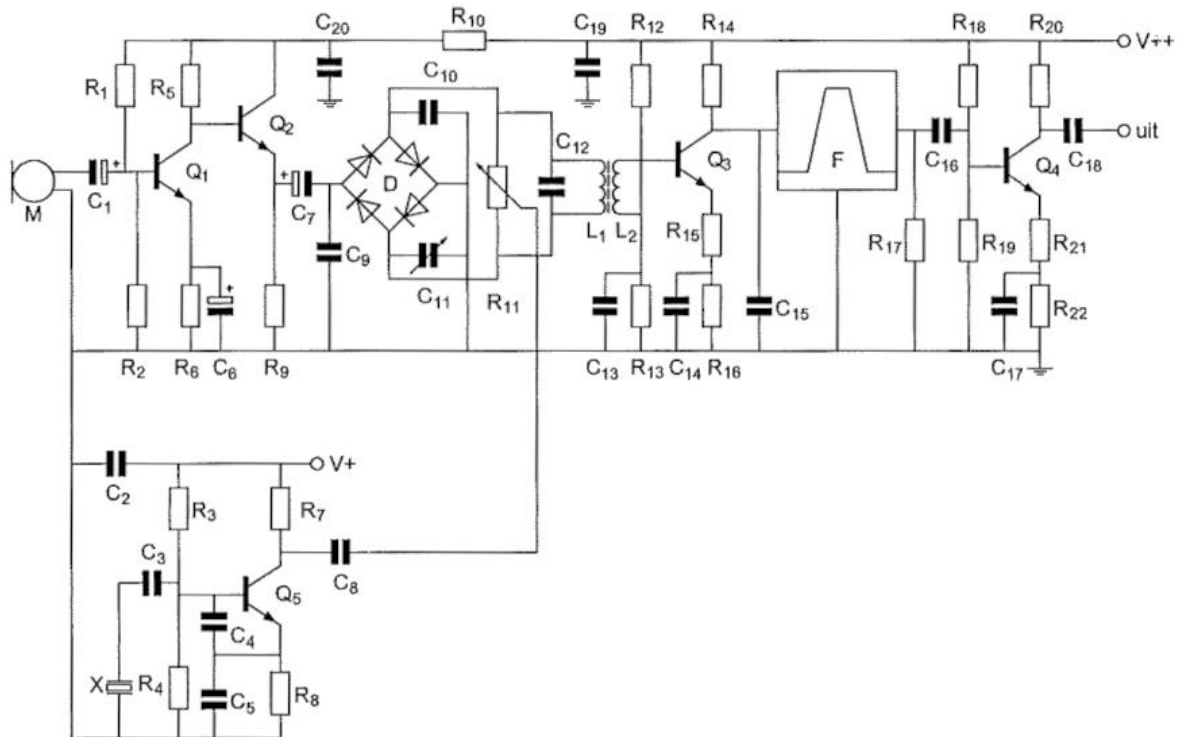 C20 R10 C19 R12 R14 R18 R20
V++
R1 R5 C10
Q2 C12 Q3 F C16 Q4 C18 uit
Q1 D
M C1 C7
L1 L2 R15 R17 R19 R21
C9 C11 R11 C15 R22
R2 R6 C6 R9 C13 R13 C14 R16 C17
V+
C2 R3 R7
C3
Q5 C8
C4
X R4 C5 R8